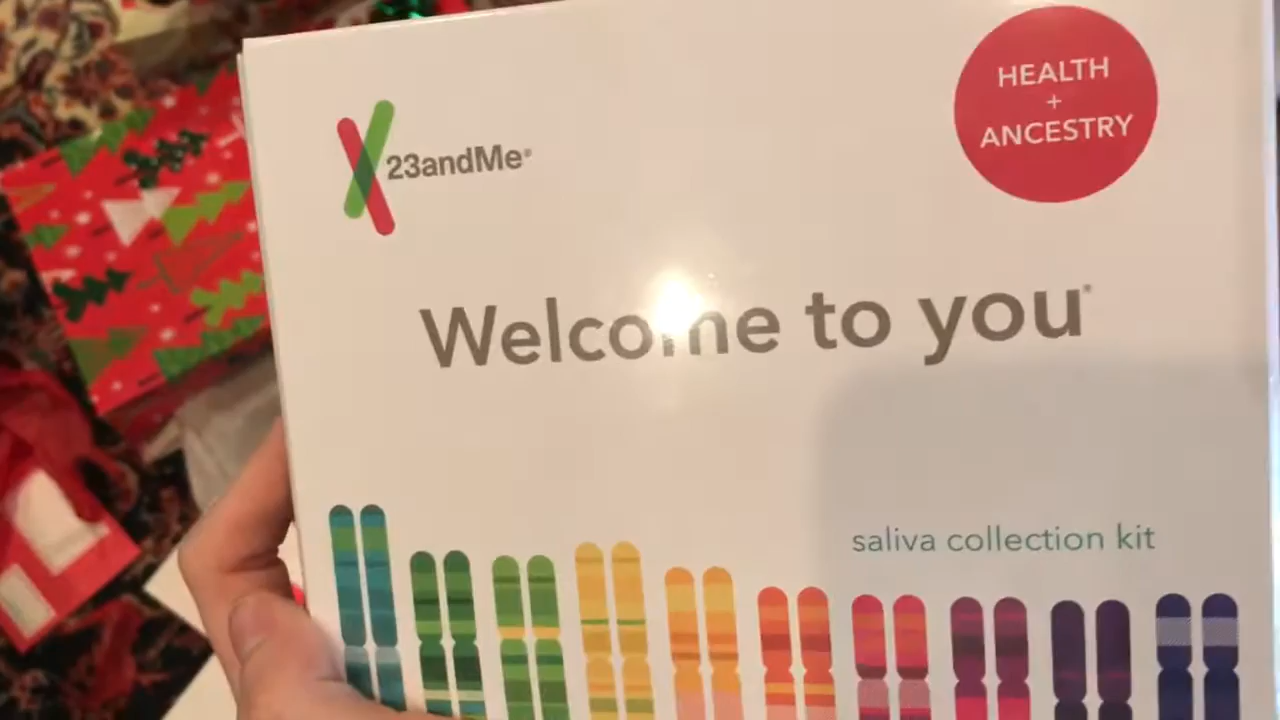 HEALTH
+
ANCESTRY
23andMe®
Welcome to you®
saliva collection kit